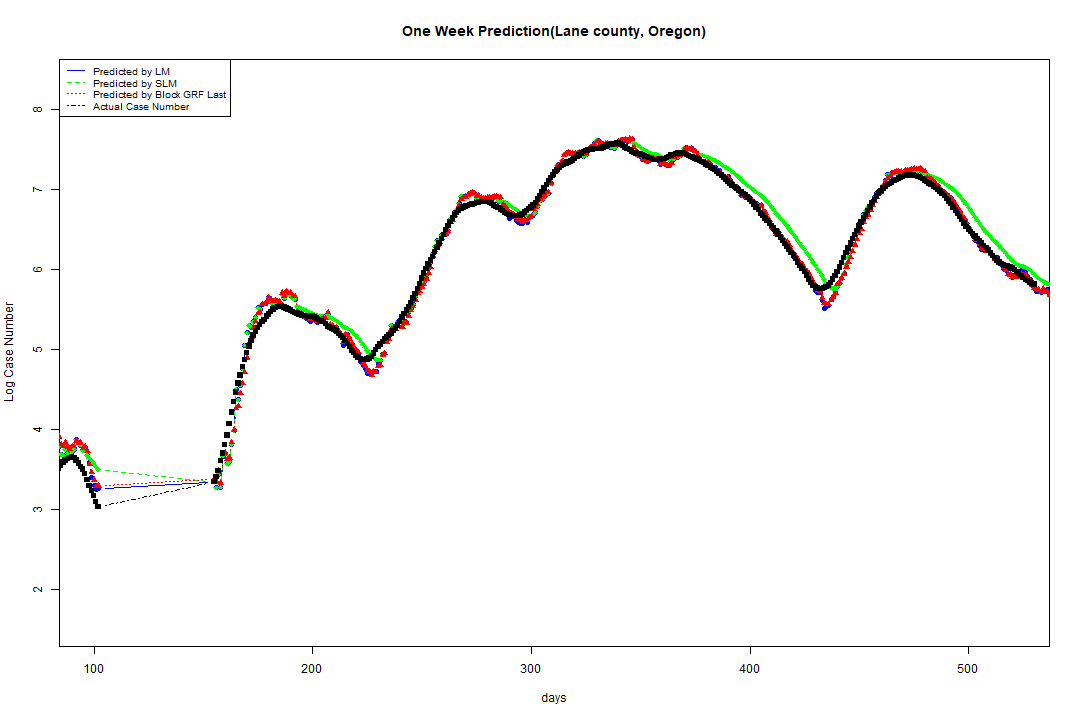 One Week Prediction(Lane county, Oregon)
Predicted by LM
Predicted by SLM
Predicted by Block GRF Last
Actual Case Number
8
7
6
5
4
3
2
Log Case Number
100 200 300 400 500
days